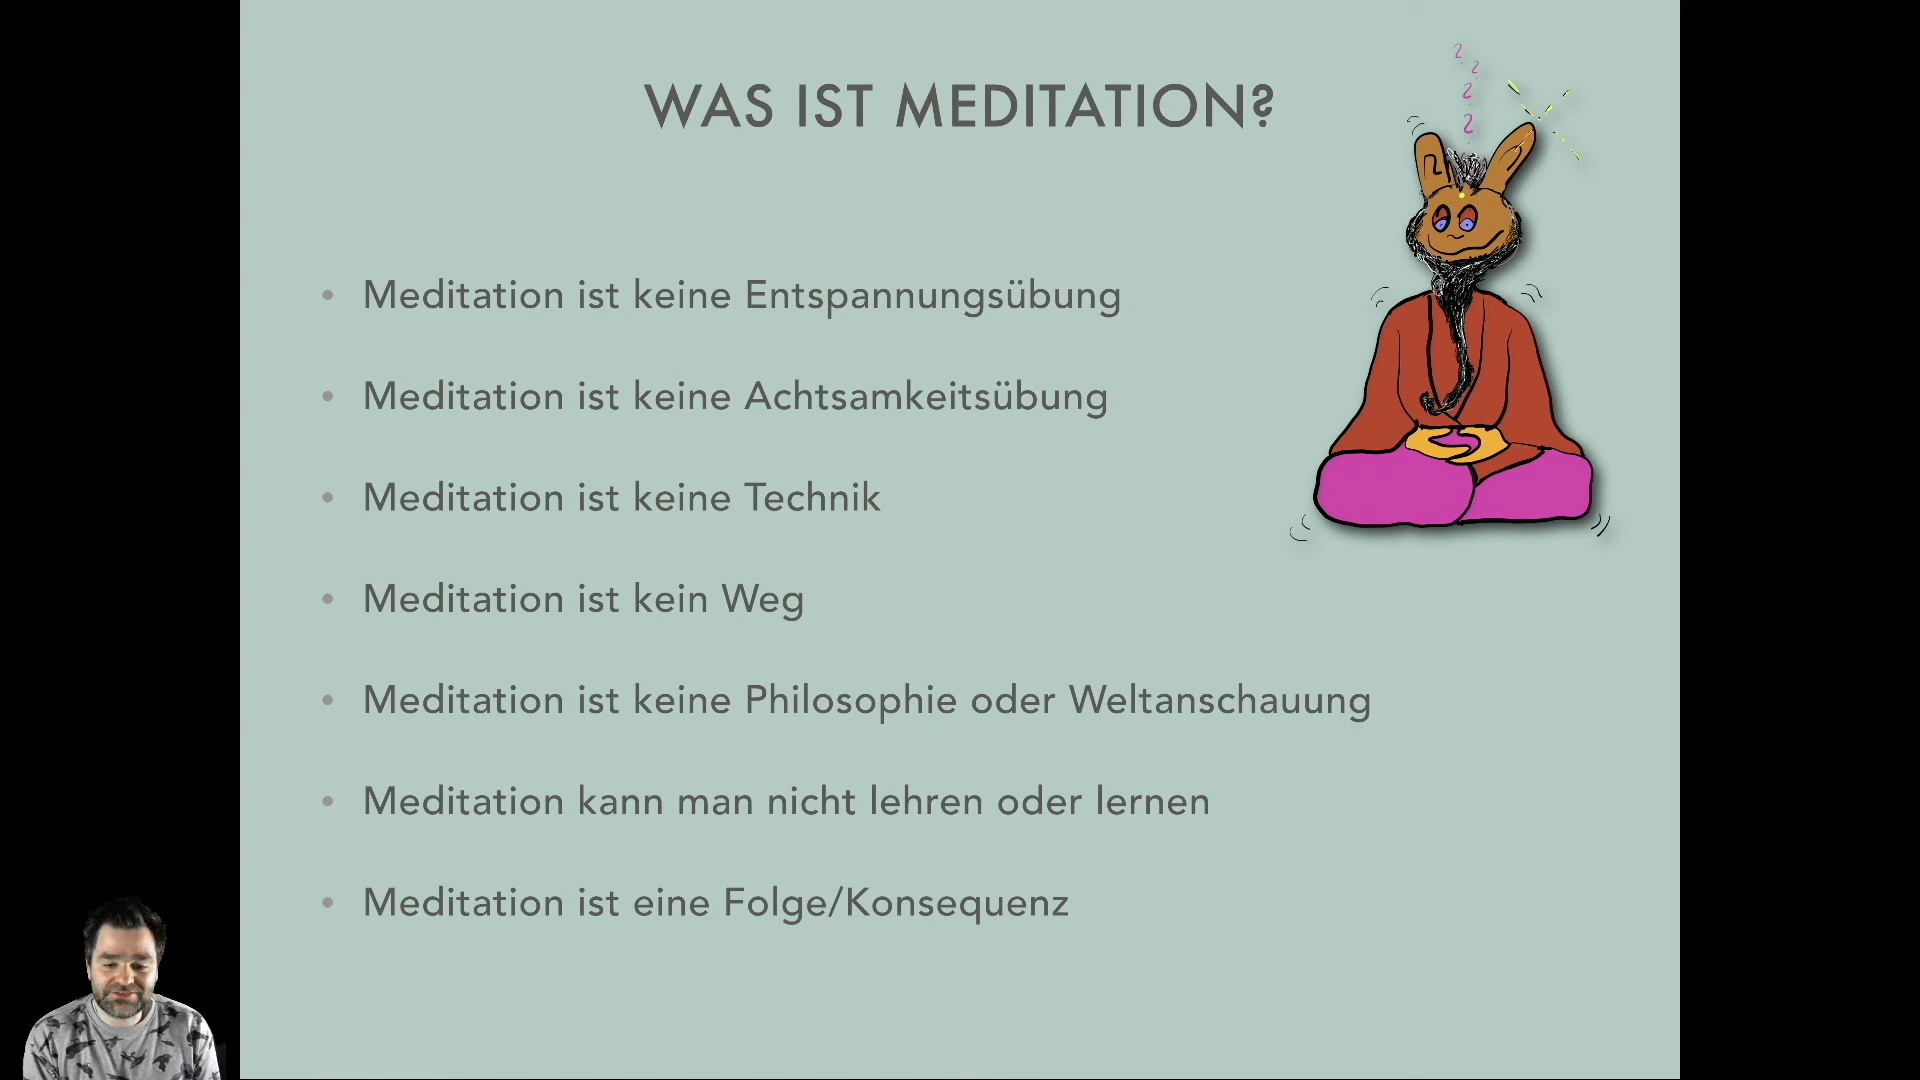 WAS IST MEDITATION?
• Meditation ist keine Entspannungsübung
• Meditation ist keine Achtsamkeitsübung
• Meditation ist keine Technik
• Meditation ist kein Weg
• Meditation ist keine Philosophie oder Weltanschauung
• Meditation kann man nicht lehren oder lernen
• Meditation ist eine Folge/Konsequenz